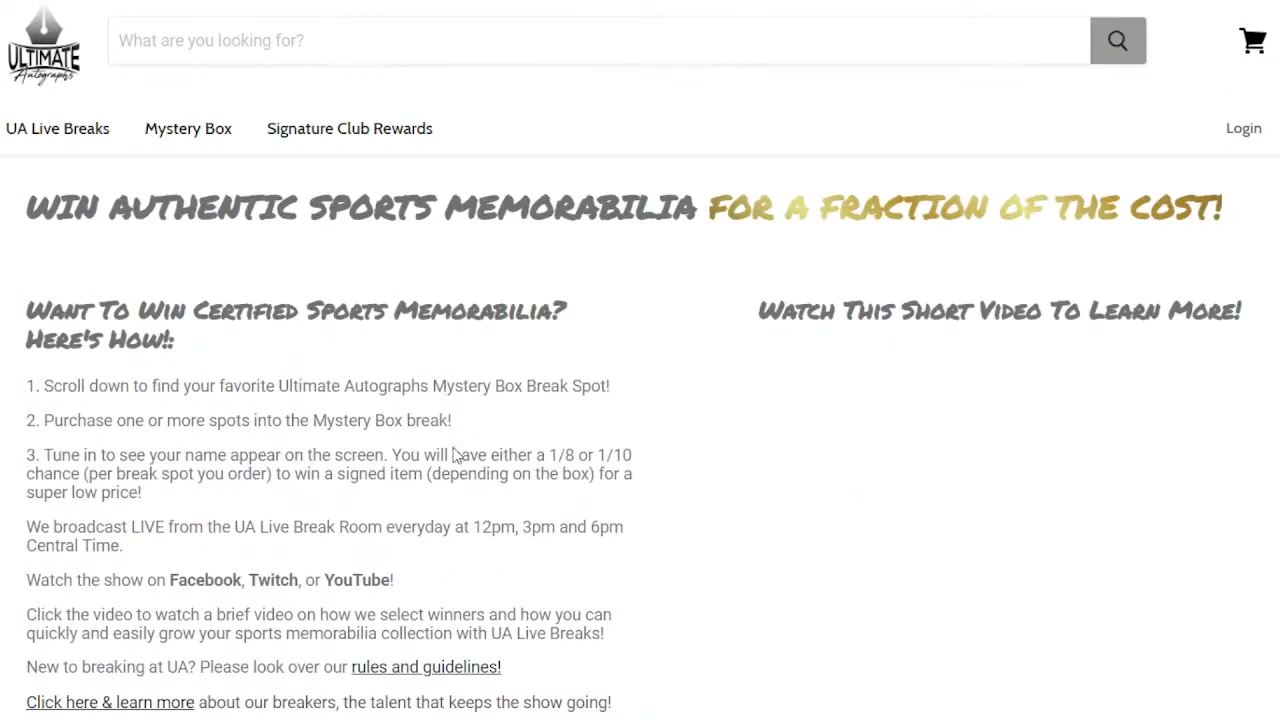 ULTIMATE
Autographs
What are you looking for?
UA Live Breaks
Mystery Box
Signature Club Rewards
Login
WIN AUTHENTIC SPORTS MEMORABILIA FOR A FRACTION OF THE COST!
Want To Win Certified Sports Memorabilia?
Here's How!:
Watch This Short Video To Learn More!
1. Scroll down to find your favorite Ultimate Autographs Mystery Box Break Spot!
2. Purchase one or more spots into the Mystery Box break!
3. Tune in to see your name appear on the screen. You will have either a 1/8 or 1/10
chance (per break spot you order) to win a signed item (depending on the box) for a
super low price!
We broadcast LIVE from the UA Live Break Room everyday at 12pm, 3pm and 6pm
Central Time.
Watch the show on Facebook, Twitch, or YouTube!
Click the video to watch a brief video on how we select winners and how you can
quickly and easily grow your sports memorabilia collection with UA Live Breaks!
New to breaking at UA? Please look over our rules and guidelines!
Click here & learn more about our breakers, the talent that keeps the show going!